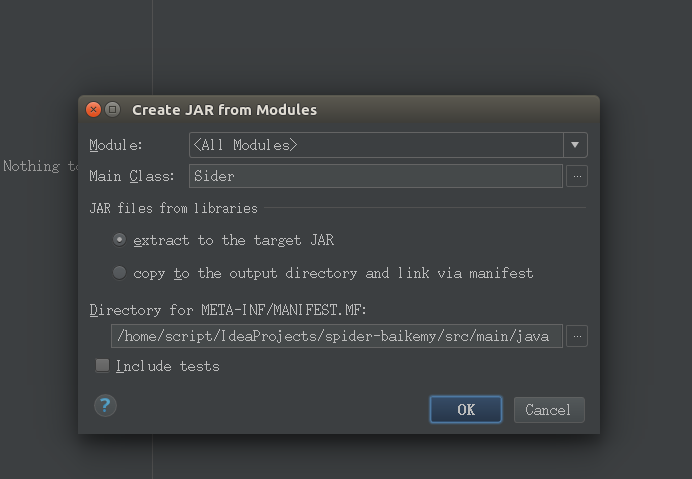 Create JAR from Modules
Module: <All Modules>
Nothing to
Main Class: Sider ...
JAR files from libraries
extract to the target JAR
copy to the output directory and link via manifest
Directory for META-INF/MANIFEST.MF:
/home/script/IdeaProjects/spider-baikemy/src/main/java ...
Include tests
? OK Cancel